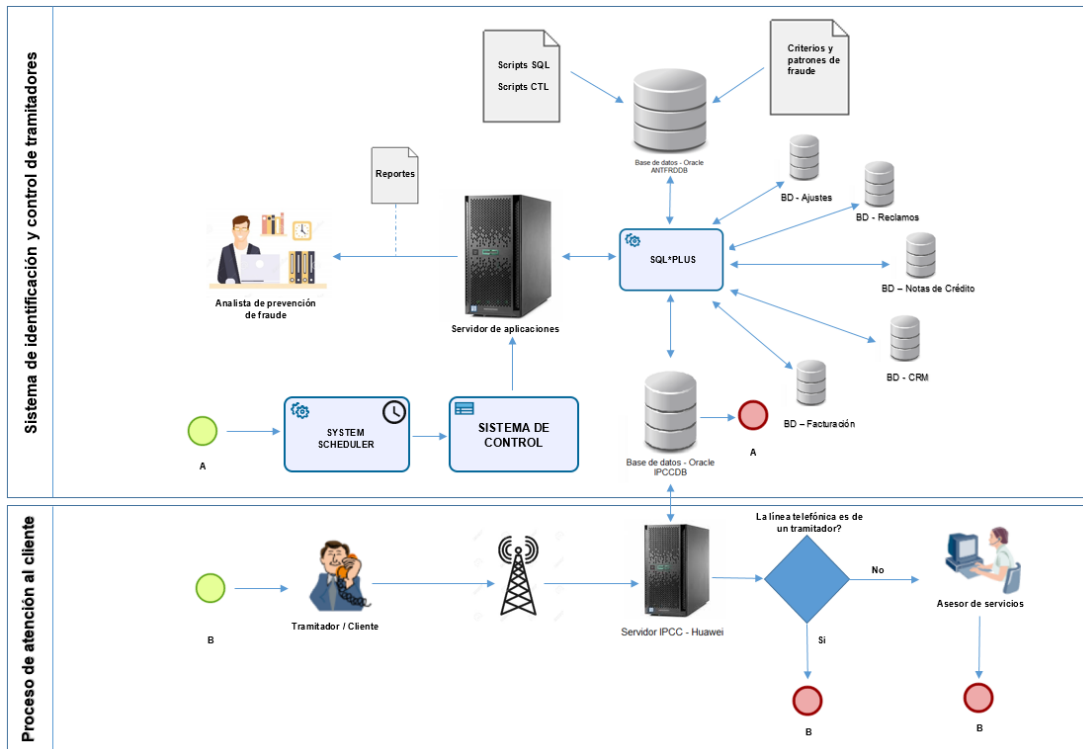 Sistema de identificación y control de tramitadores
Scripts SQL
Scripts CTL
Criterios y
patrones de
fraude
Base de datos - Oracle
ANTFRDDB
Reportes
BD - Ajustes
BD - Reclamos
SQL*PLUS
BD – Notas de Crédito
Analista de prevención
de fraude
Servidor de aplicaciones
BD - CRM
BD – Facturación
SYSTEM
SCHEDULER
SISTEMA DE
CONTROL
A
Base de datos - Oracle
IPCCDB
A
Proceso de atención al cliente
La línea telefónica es de
un tramitador?
No
B
Tramitador / Cliente
Servidor IPCC - Huawei
Asesor de servicios
Si
B
B